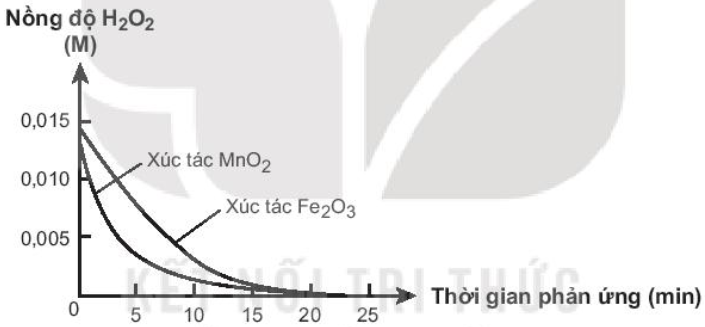 Nồng độ H₂O₂
(M)
0,015
Xúc tác MnO₂
0,010
Xúc tác Fe₂O₃
0,005
KẾT NỐI TRI THỨC
0 5 10 15 20 25
Thời gian phản ứng (min)